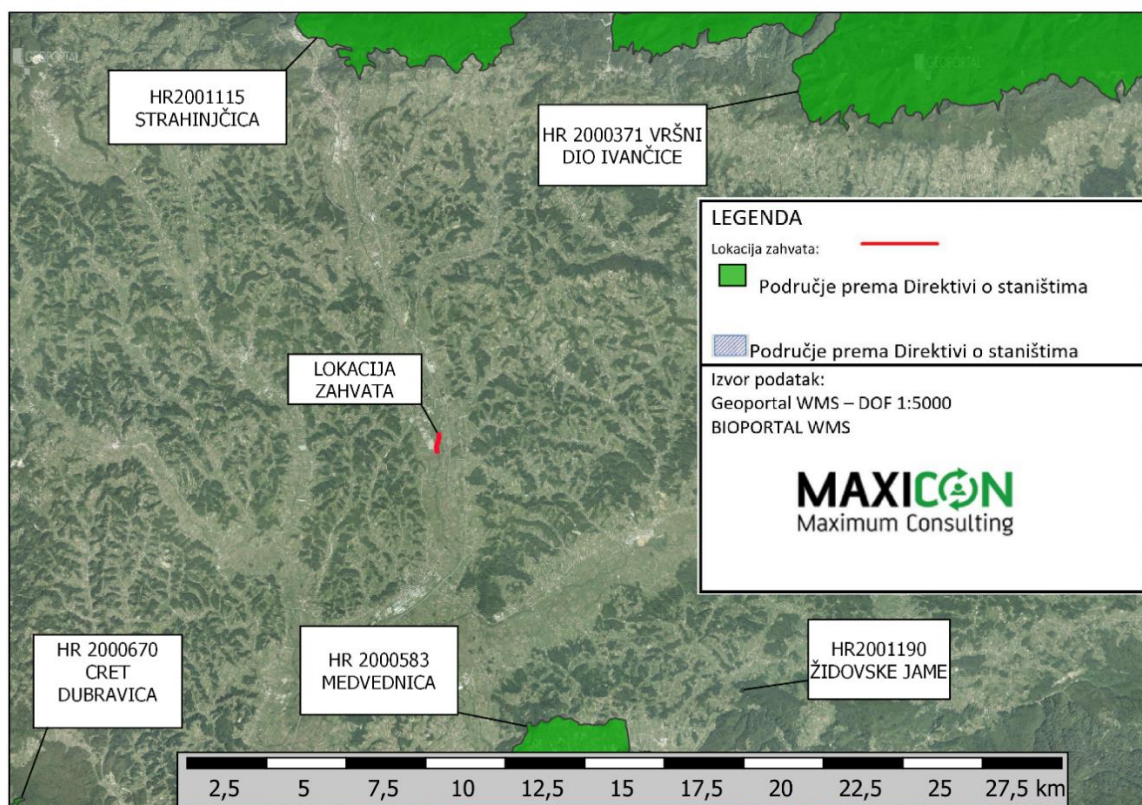 GEOPORTAL
GEOPORTAL
HR2001115
STRAHINJČICA
HR 2000371 VRŠNI
DIO IVANČICE
LEGENDA
Lokacija zahvata:
Područje prema Direktivi o staništima
Područje prema Direktivi o staništima
Izvor podatak:
Geoportal WMS – DOF 1:5000
BIOPORTAL WMS
MAXICON
Maximum Consulting
LOKACIJA
ZAHVATA
HR 2000670
CRET
DUBRAVICA
HR 2000583
MEDVEDNICA
HR2001190
ŽIDOVSKE JAME
2,5 5 7,5 10 12,5 15 17,5 20 22,5 25 27,5 km